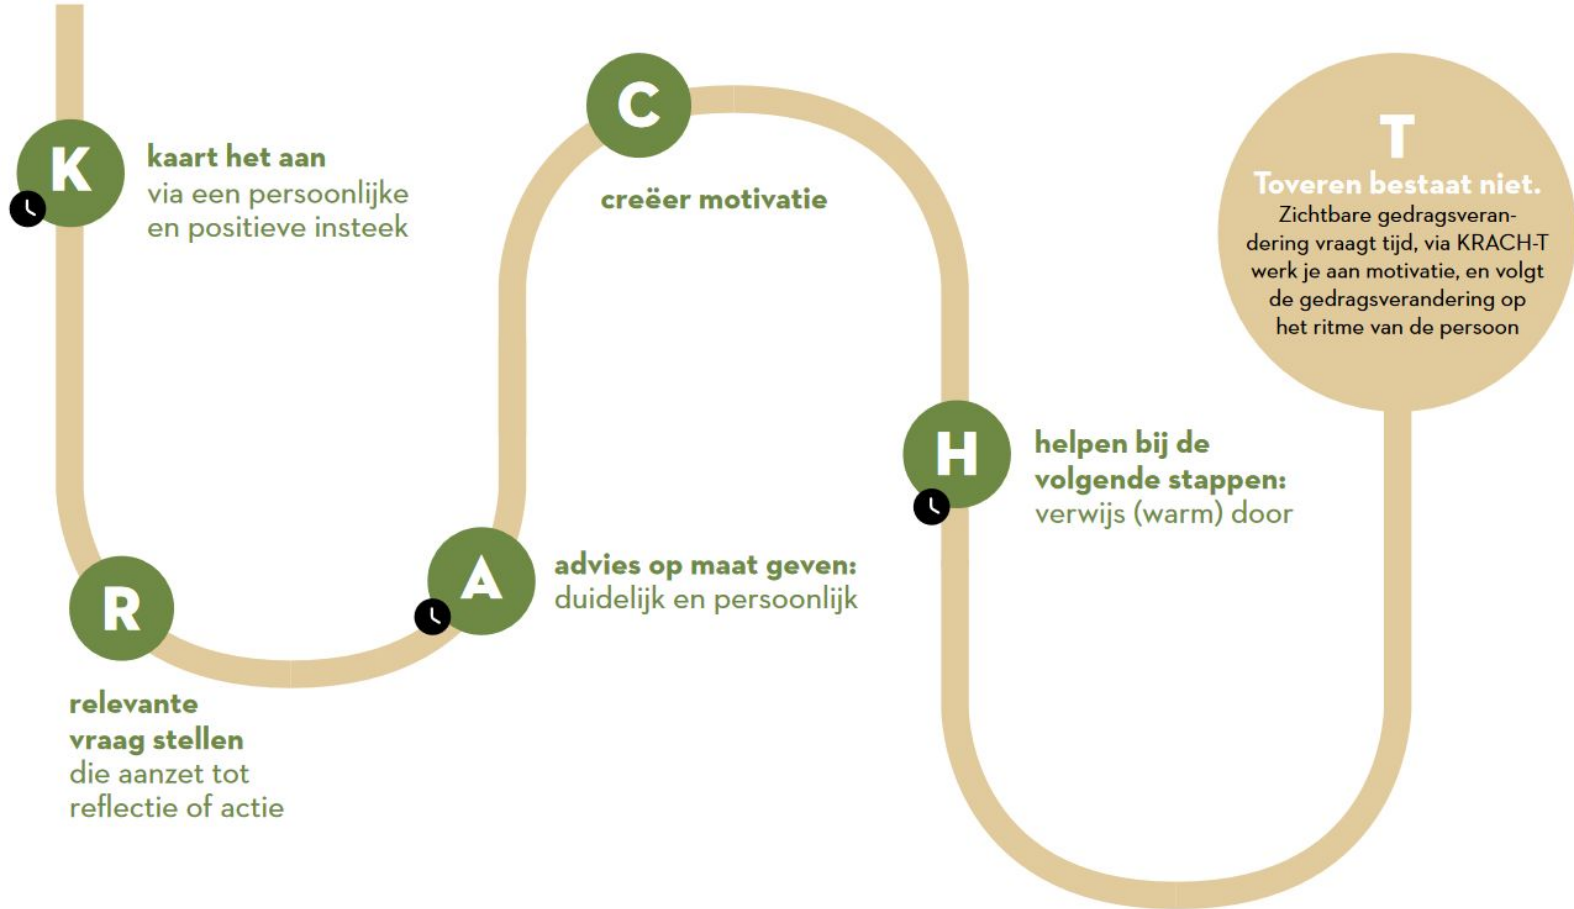 K
kaart het aan
via een persoonlijke
en positieve insteek
R
relevante
vraag stellen
die aanzet tot
reflectie of actie
A
advies op maat geven:
duidelijk en persoonlijk
C
creëer motivatie
H
helpen bij de
volgende stappen:
verwijs (warm) door
T
Toveren bestaat niet.
Zichtbare gedragsveran-
dering vraagt tijd, via KRACH-T
werk je aan motivatie, en volgt
de gedragsverandering op
het ritme van de persoon